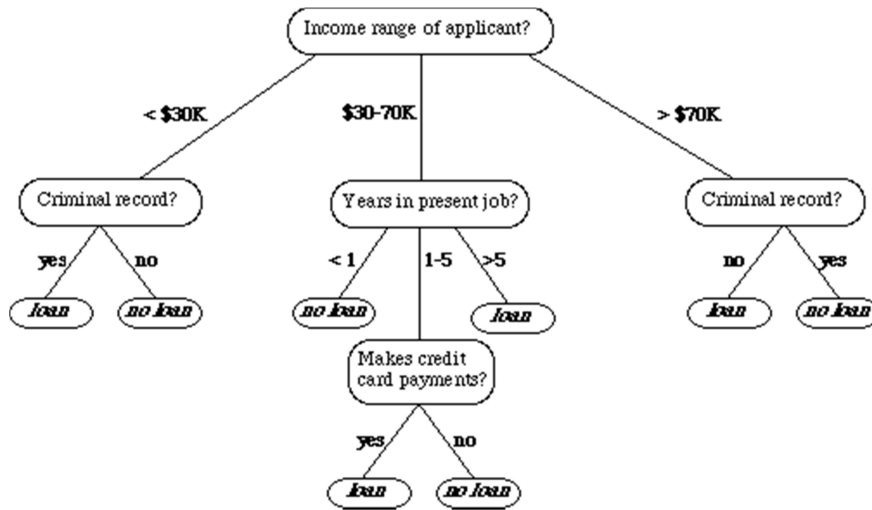 Income range of applicant?
< $30K
$30-70K
> $70K
Criminal record?
Years in present job?
Criminal record?
yes
no
< 1
1-5
>5
no
yes
loan
no loan
no loan
loan
loan
no loan
Makes credit
card payments?
yes
no
loan
no loan